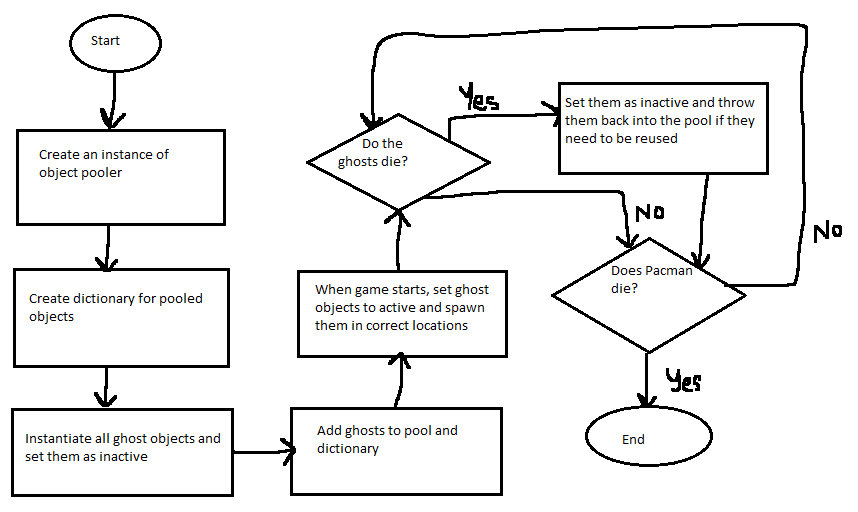 Start
Create an instance of
object pooler
Create dictionary for pooled
objects
Instantiate all ghost objects and
set them as inactive
Add ghosts to pool and
dictionary
When game starts, set ghost
objects to active and spawn
them in correct locations
Do the
ghosts die?
Yes
Set them as inactive and throw
them back into the pool if they
need to be reused
No
Does Pacman
die?
No
Yes
End